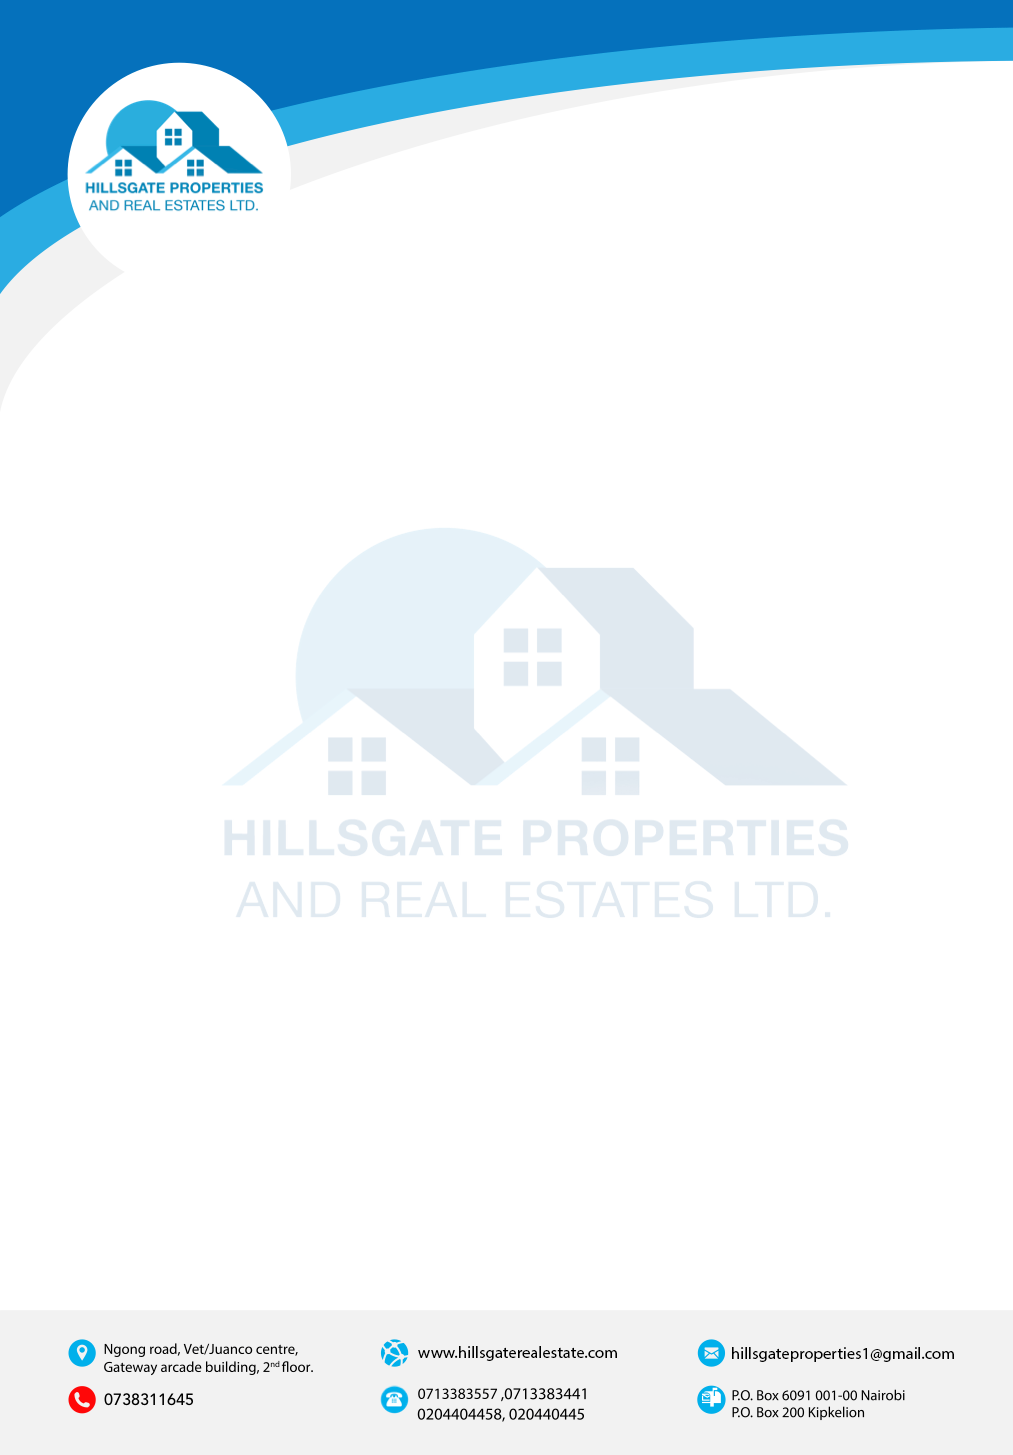 HILLSGATE PROPERTIES
AND REAL ESTATES LTD.
HILLSGATE PROPERTIES
AND REAL ESTATES LTD.
Ngong road, Vet/Juanco centre,
Gateway arcade building, 2nd floor.
0738311645
www.hillsgaterealestate.com
0713383557 ,0713383441
0204404458, 020440445
hillsgateproperties1@gmail.com
P.O. Box 6091 001-00 Nairobi
P.O. Box 200 Kipkelion